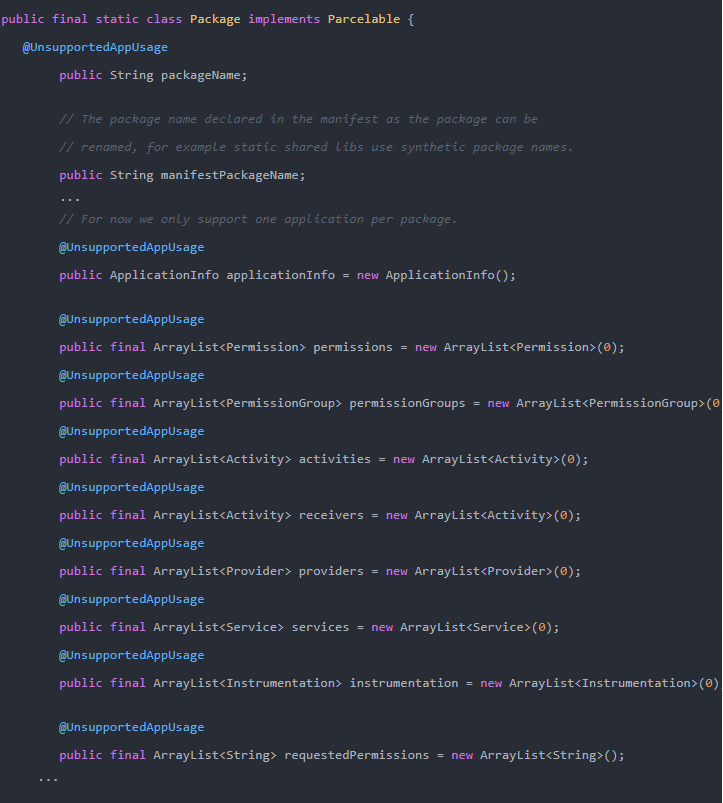 public final static class Package implements Parcelable {
@UnsupportedAppUsage
public String packageName;
// The package name declared in the manifest as the package can be
// renamed, for example static shared libs use synthetic package names.
public String manifestPackageName;
...
// For now we only support one application per package.
@UnsupportedAppUsage
public ApplicationInfo applicationInfo = new ApplicationInfo();
@UnsupportedAppUsage
public final ArrayList<Permission> permissions = new ArrayList<Permission>(0);
@UnsupportedAppUsage
public final ArrayList<PermissionGroup> permissionGroups = new ArrayList<PermissionGroup>(0
@UnsupportedAppUsage
public final ArrayList<Activity> activities = new ArrayList<Activity>(0);
@UnsupportedAppUsage
public final ArrayList<Activity> receivers = new ArrayList<Activity>(0);
@UnsupportedAppUsage
public final ArrayList<Provider> providers = new ArrayList<Provider>(0);
@UnsupportedAppUsage
public final ArrayList<Service> services = new ArrayList<Service>(0);
@UnsupportedAppUsage
public final ArrayList<Instrumentation> instrumentation = new ArrayList<Instrumentation>(0);
@UnsupportedAppUsage
public final ArrayList<String> requestedPermissions = new ArrayList<String>();
...